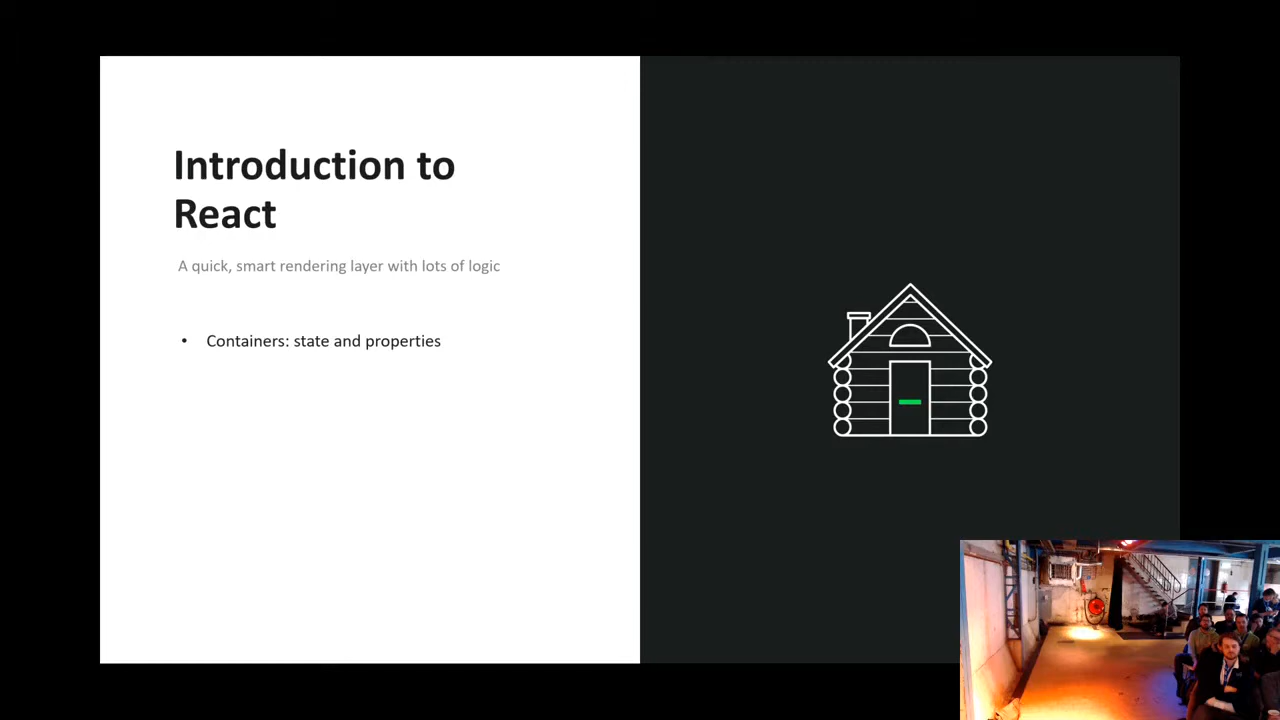 Introduction to
React
A quick, smart rendering layer with lots of logic
• Containers: state and properties